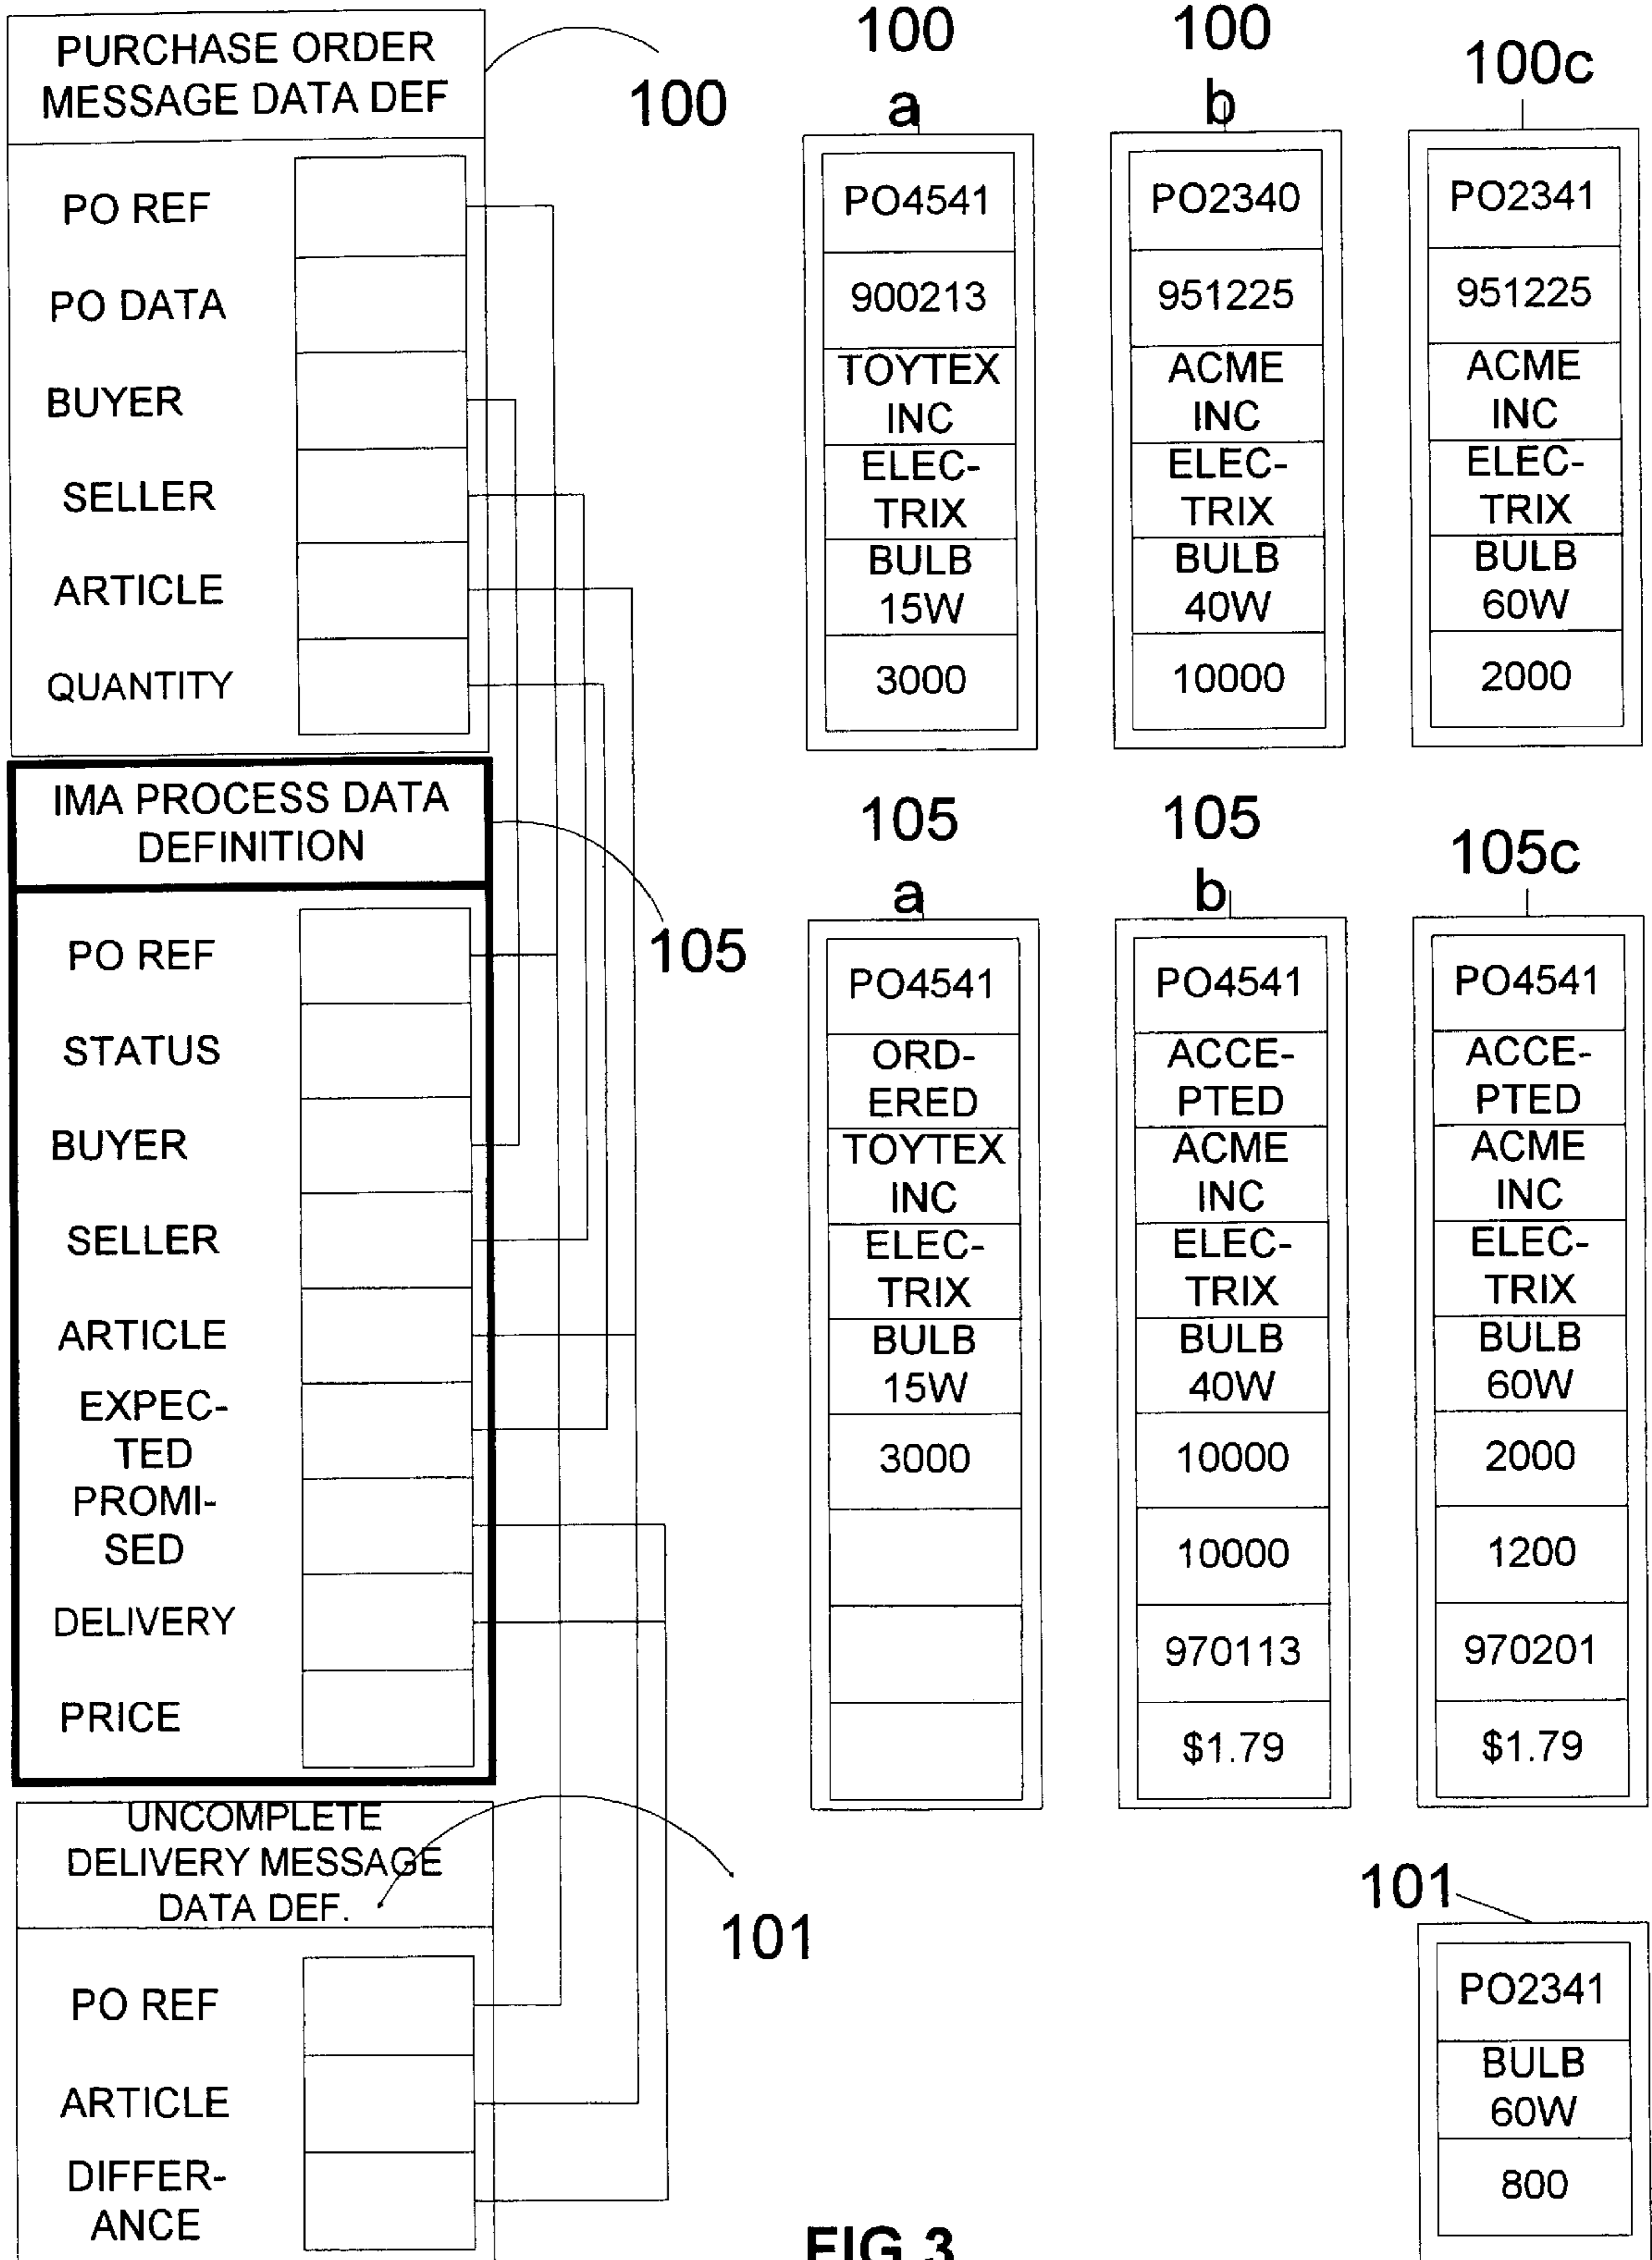 PURCHASE ORDER
MESSAGE DATA DEF
100
PO REF
PO DATA
BUYER
SELLER
ARTICLE
QUANTITY
100
a
PO4541
900213
TOYTEX
INC
ELEC-
TRIX
BULB
15W
3000
100
b
PO2340
951225
ACME
INC
ELEC-
TRIX
BULB
40W
10000
100c
PO2341
951225
ACME
INC
ELEC-
TRIX
BULB
60W
2000
IMA PROCESS DATA
DEFINITION
105
PO REF
STATUS
BUYER
SELLER
ARTICLE
EXPEC-
TED
PROMI-
SED
DELIVERY
PRICE
105
a
PO4541
ORD-
ERED
TOYTEX
INC
ELEC-
TRIX
BULB
15W
3000
105
b
PO4541
ACCE-
PTED
ACME
INC
ELEC-
TRIX
BULB
40W
10000
10000
970113
$1.79
105c
PO4541
ACCE-
PTED
ACME
INC
ELEC-
TRIX
BULB
60W
2000
1200
970201
$1.79
UNCOMPLETE
DELIVERY MESSAGE
DATA DEF.
101
PO REF
ARTICLE
DIFFER-
ANCE
101
PO2341
BULB
60W
800
FIG 3